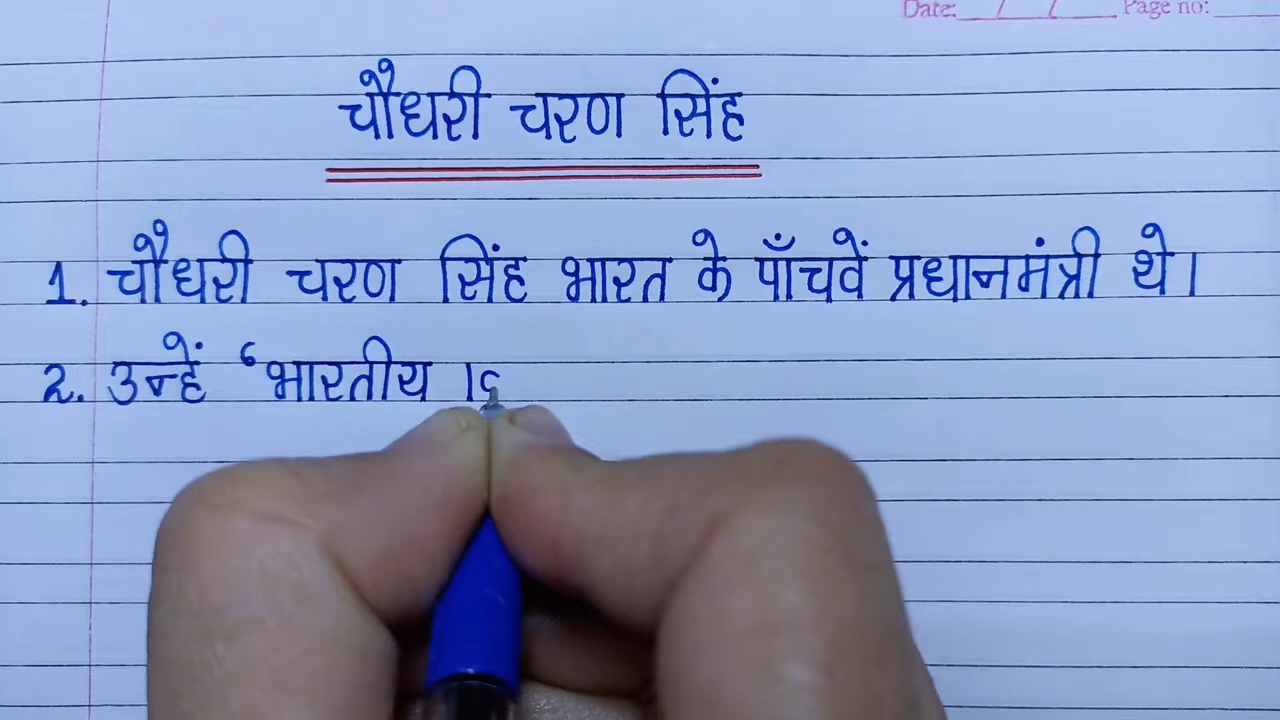 Date: / / Page no:
चौधरी चरण सिंह
1. चौधरी चरण सिंह भारत के पाँचवें प्रधानमंत्री थे।
2. उन्हें ‘भारतीय